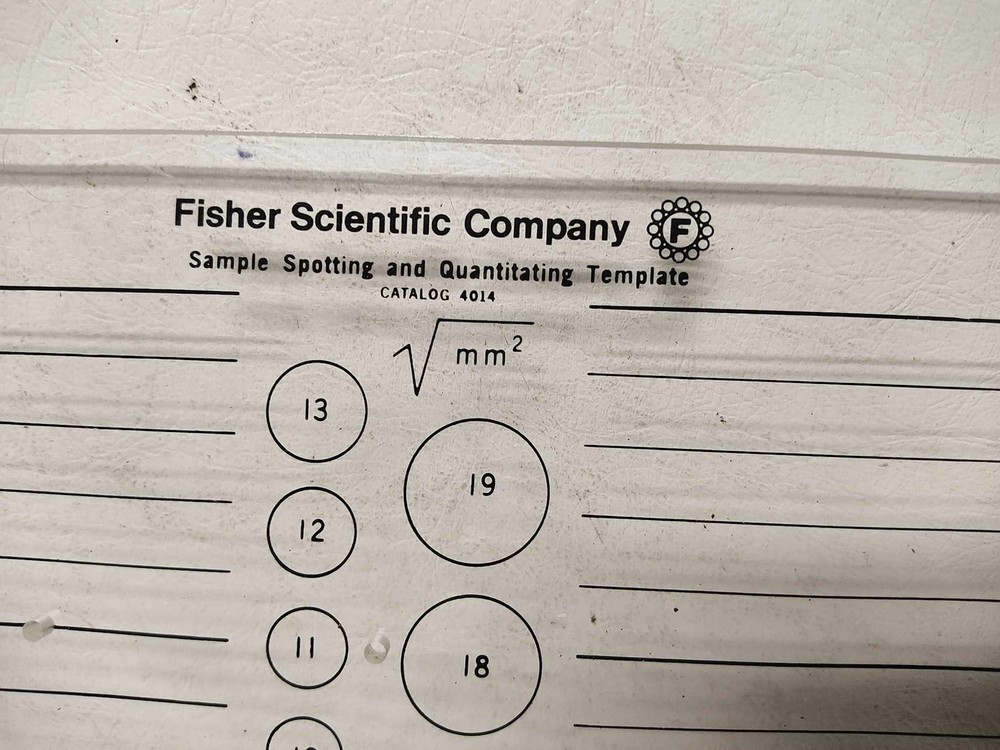 Fisher Scientific Company F
Sample Spotting and Quantitating Template
CATALOG 4014
√mm²
13
19
12
11
18